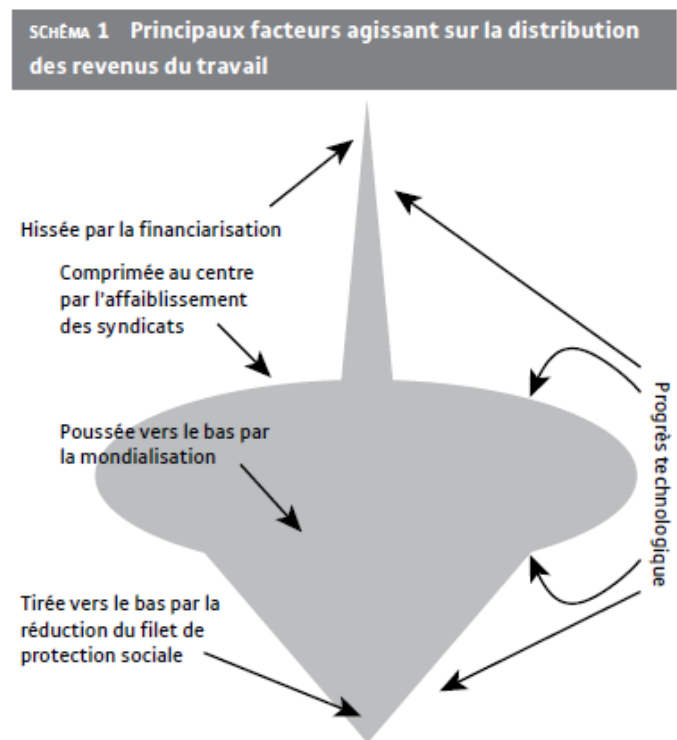 SCHÉMA 1 Principaux facteurs agissant sur la distribution
des revenus du travail
Hissée par la financiarisation
Comprimée au centre
par l'affaiblissement
des syndicats
Poussée vers le bas par
la mondialisation
Tirée vers le bas par la
réduction du filet de
protection sociale
Progrès technologique